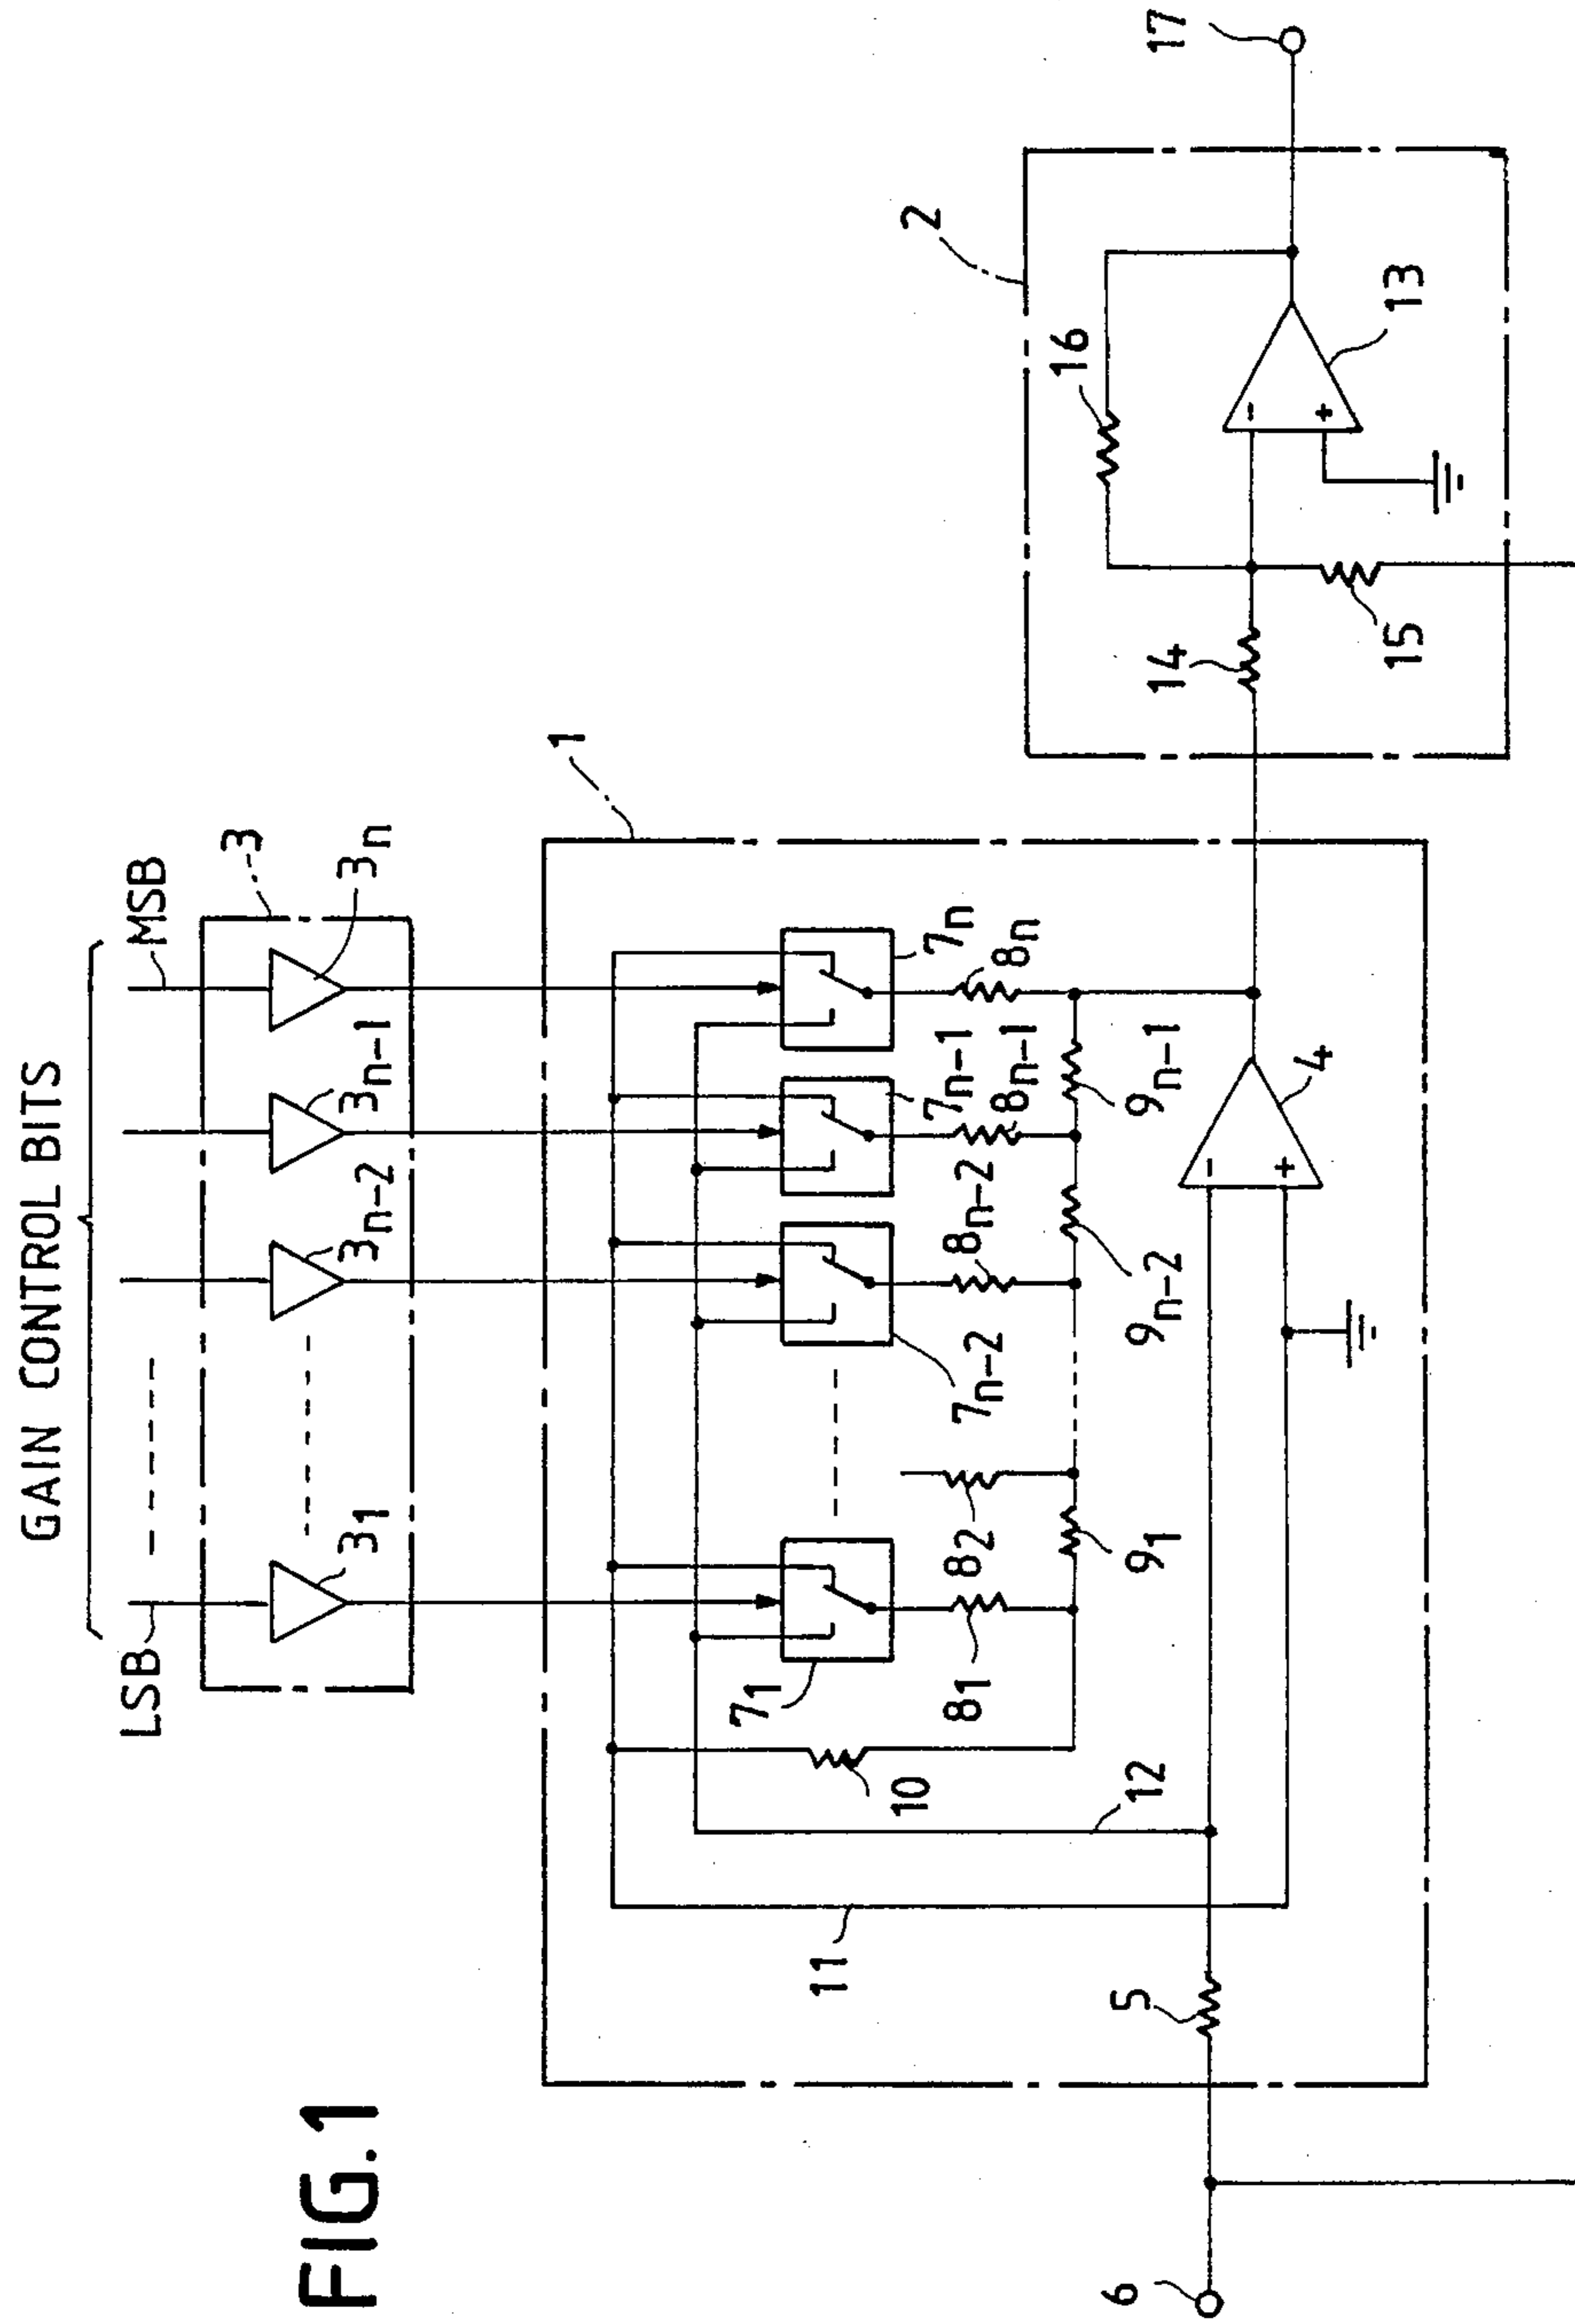 FIG.1
GAIN CONTROL BITS
LSB
MSB
3
3₁
3n-2
3n-1
3n
1
7₁
7n-2
7n-1
7n
8₁
8₂
8n-2
8n-1
8n
9₁
9n-2
9n-1
10
11
12
5
6
-
+
4
2
16
14
15
-
+
13
17